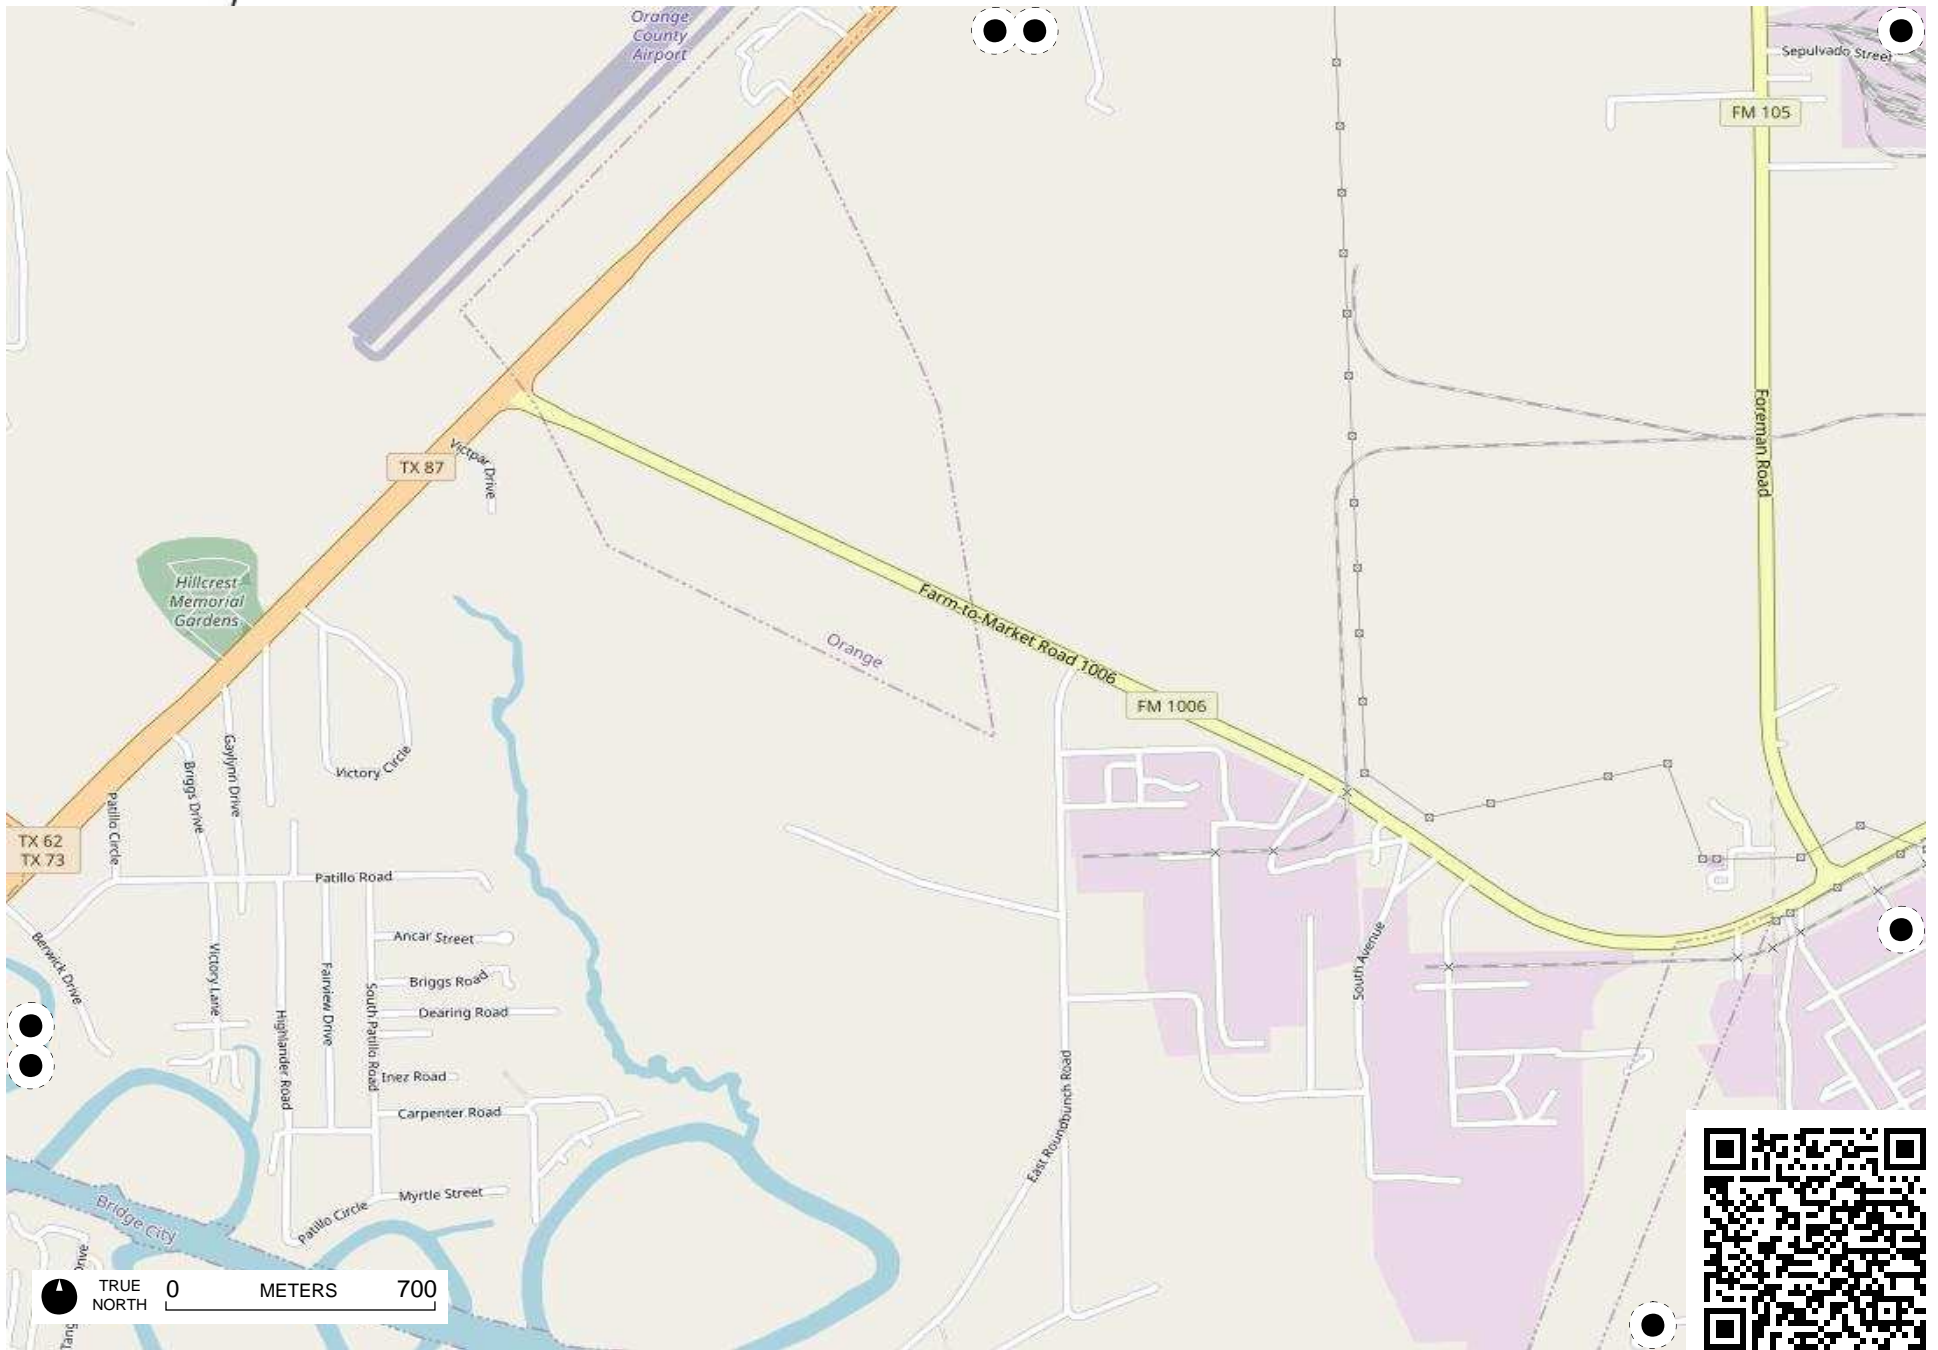 Orange
County
Airport
Sepulvado Street
FM 105
Foreman Road
TX 87
Victpar Drive
Hillcrest
Memorial
Gardens
Farm-to-Market Road 1006
Orange
FM 1006
Victory Circle
Gaylynn Drive
Briggs Drive
Patillo Circle
TX 62
TX 73
Patillo Road
Ancar Street
South Avenue
Berwick Drive
Victory Lane
Fairview Drive
Briggs Road
Dearing Road
Highlander Road
South Patillo Road
Inez Road
Carpenter Road
East Roundbunch Road
Myrtle Street
Patillo Circle
Bridge City
TRUE
NORTH
0 METERS 700